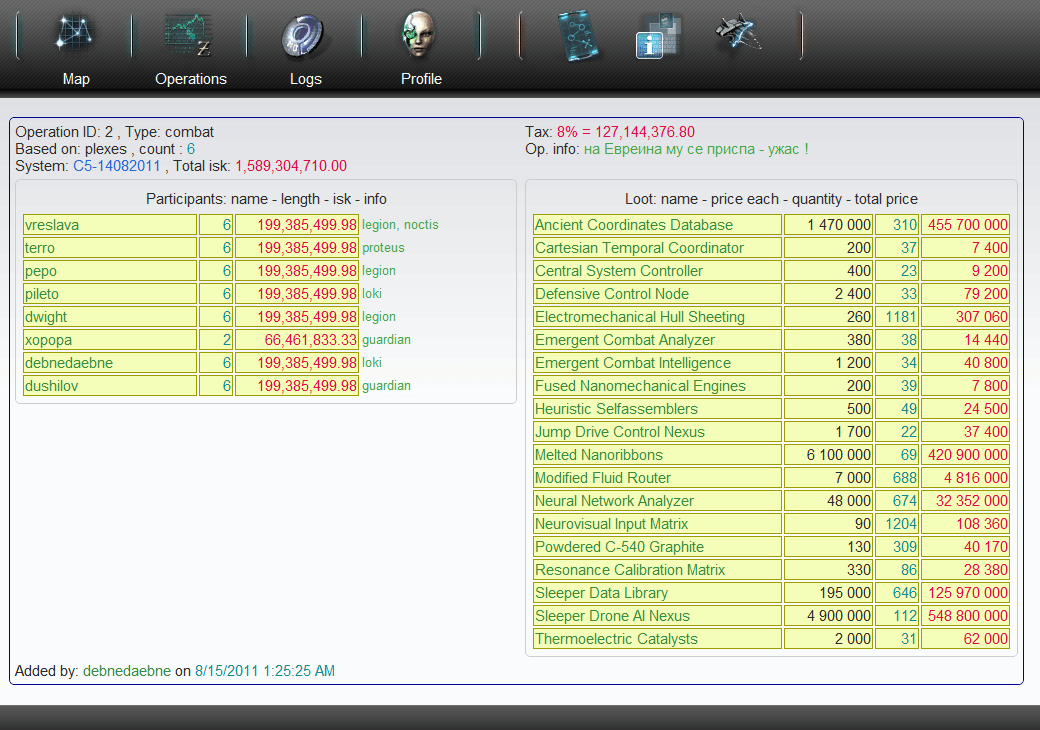 Map Operations Logs Profile
Operation ID: 2 , Type: combat
Based on: plexes , count : 6
System: C5-14082011 , Total isk: 1,589,304,710.00
Tax: 8% = 127,144,376.80
Op. info: на Евреина му се приспа - ужас !
Participants: name - length - isk - info
vreslava 6 199,385,499.98 legion, noctis
terro 6 199,385,499.98 proteus
pepo 6 199,385,499.98 legion
pileto 6 199,385,499.98 loki
dwight 6 199,385,499.98 legion
xopopa 2 66,461,833.33 guardian
debnedaebne 6 199,385,499.98 loki
dushilov 6 199,385,499.98 guardian
Loot: name - price each - quantity - total price
Ancient Coordinates Database 1 470 000 310 455 700 000
Cartesian Temporal Coordinator 200 37 7 400
Central System Controller 400 23 9 200
Defensive Control Node 2 400 33 79 200
Electromechanical Hull Sheeting 260 1181 307 060
Emergent Combat Analyzer 380 38 14 440
Emergent Combat Intelligence 1 200 34 40 800
Fused Nanomechanical Engines 200 39 7 800
Heuristic Selfassemblers 500 49 24 500
Jump Drive Control Nexus 1 700 22 37 400
Melted Nanoribbons 6 100 000 69 420 900 000
Modified Fluid Router 7 000 688 4 816 000
Neural Network Analyzer 48 000 674 32 352 000
Neurovisual Input Matrix 90 1204 108 360
Powdered C-540 Graphite 130 309 40 170
Resonance Calibration Matrix 330 86 28 380
Sleeper Data Library 195 000 646 125 970 000
Sleeper Drone AI Nexus 4 900 000 112 548 800 000
Thermoelectric Catalysts 2 000 31 62 000
Added by: debnedaebne on 8/15/2011 1:25:25 AM